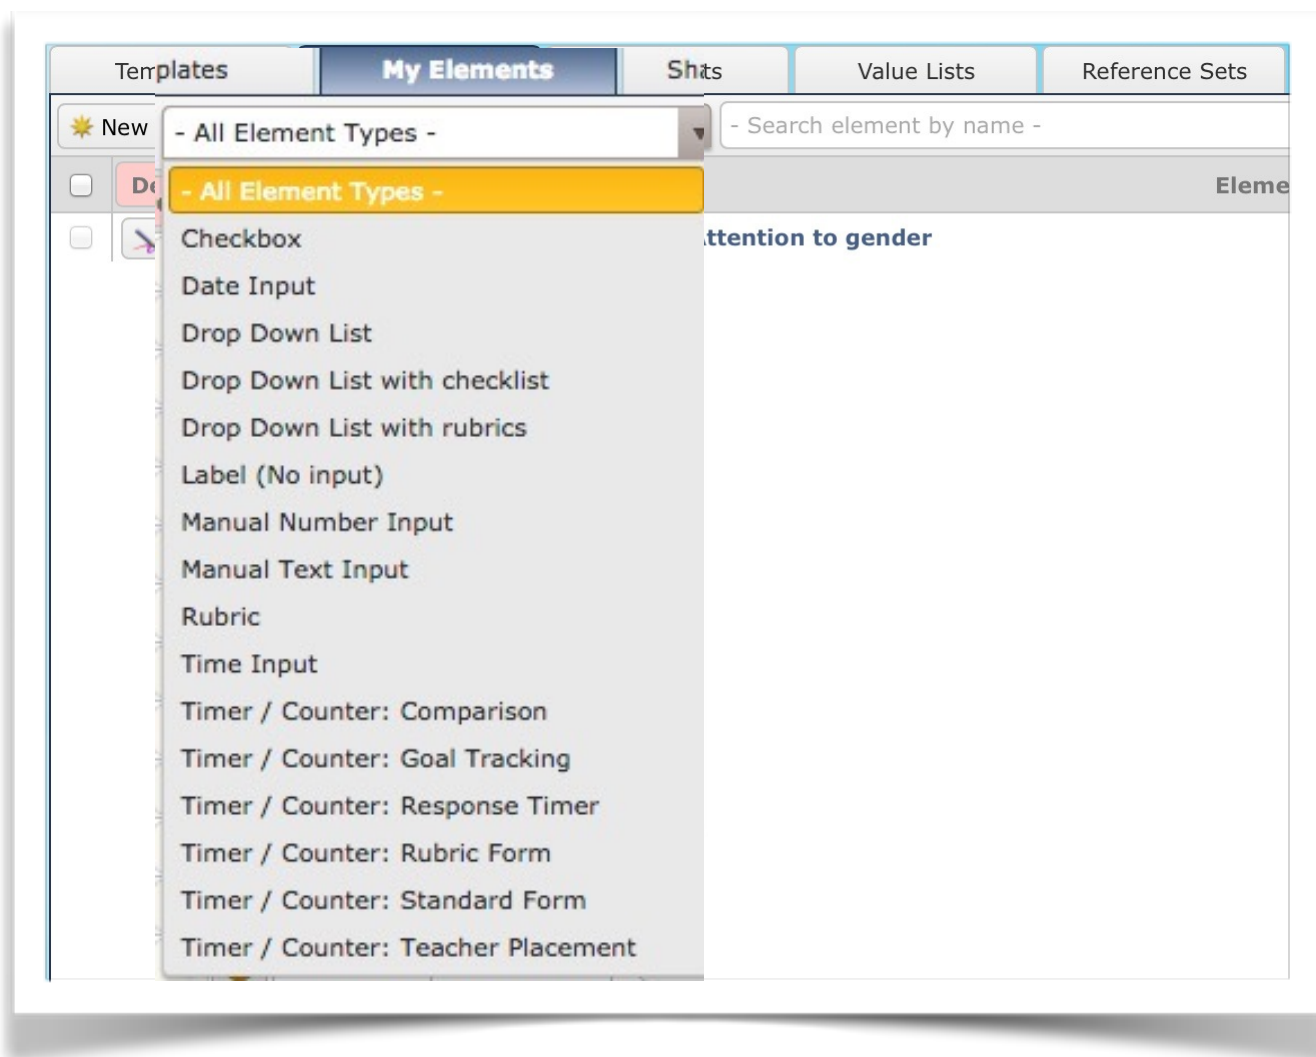 Templates My Elements Value Lists Reference Sets
New - All Element Types - - Search element by name -
- All Element Types -
Checkbox
to gender
Date Input
Drop Down List
Drop Down List with checklist
Drop Down List with rubrics
Label (No input)
Manual Number Input
Manual Text Input
Rubric
Time Input
Timer / Counter: Comparison
Timer / Counter: Goal Tracking
Timer / Counter: Response Timer
Timer / Counter: Rubric Form
Timer / Counter: Standard Form
Timer / Counter: Teacher Placement